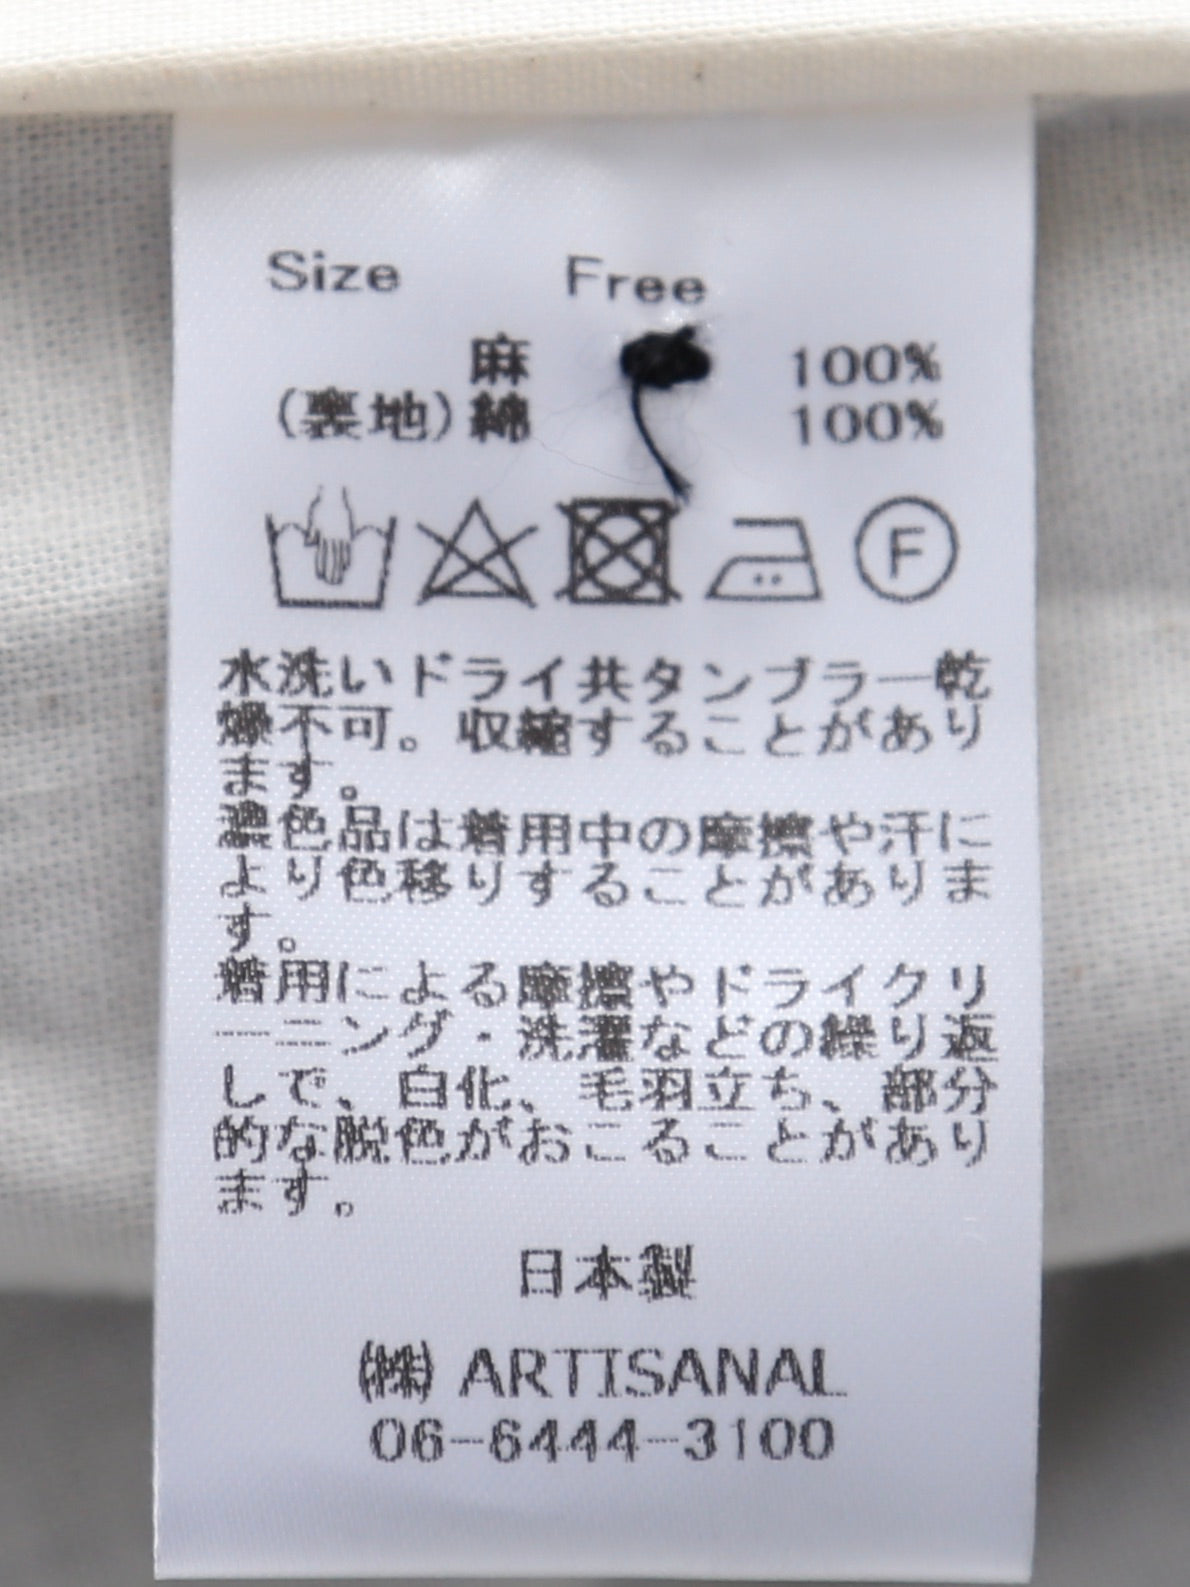 Size Free
麻 100%
(裏地)綿 100%
F
水洗いドライ共タンブラー乾
燥不可。収縮することがあり
ます。
濃色品は着用中の摩擦や汗に
より色移りすることがありま
す。
着用による摩擦やドライクリ
ーニング・洗濯などの繰り返
しで、白化、毛羽立ち、部分
的な脱色がおこることがあり
ます。
日本製
㈱ ARTISANAL
06-6444-3100